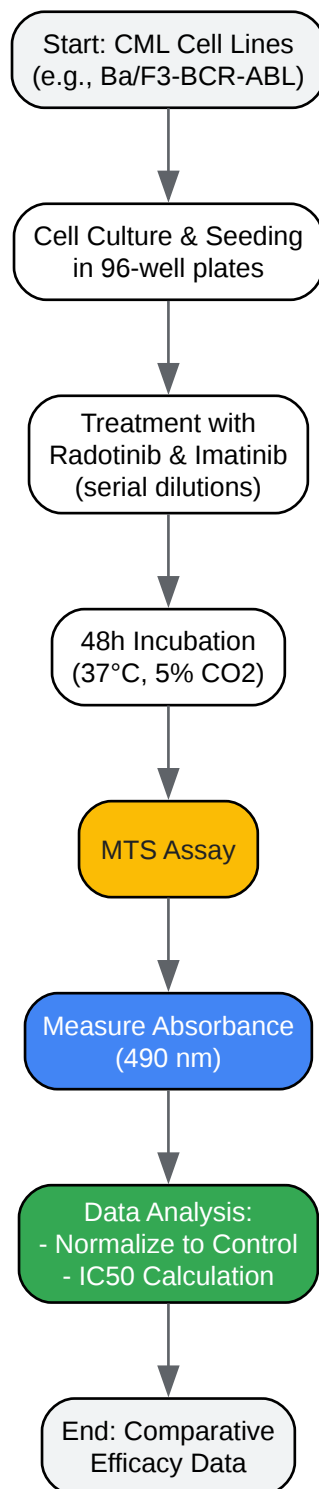 Start: CML Cell Lines
(e.g., Ba/F3-BCR-ABL)
Cell Culture & Seeding
in 96-well plates
Treatment with
Radotinib & Imatinib
(serial dilutions)
48h Incubation
(37°C, 5% CO2)
MTS Assay
Measure Absorbance
(490 nm)
Data Analysis:
- Normalize to Control
- IC50 Calculation
End: Comparative
Efficacy Data